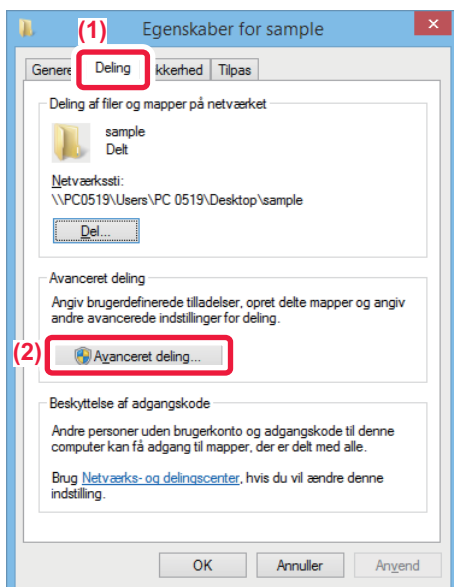 (1)
Egenskaber for sample
Deling
Tilpas
Deling af filer og mapper på netværket
sample
Delt
Netværkssti:
\\PC0519\Users\PC 0519\Desktop\sample
Del...
Avanceret deling
Angiv brugerdefinerede tilladelser, opret delte mapper og angiv
andre avancerede indstillinger for deling.
(2)
Avanceret deling...
Beskyttelse af adgangskode
Andre personer uden brugerkonto og adgangskode til denne
computer kan få adgang til mapper, der er delt med alle.
Brug Netværks- og delingscenter, hvis du vil ændre denne
indstilling.
OK Annuller Anvend